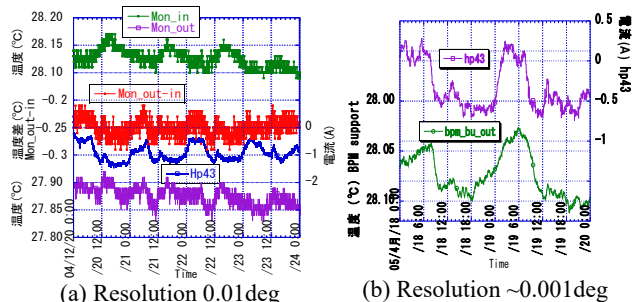 Mon_in
Mon_out
28.20
28.15
28.10
温度 (℃)
Mon_out-in
-0.2
-0.25
-0.3
温度差 (℃)
Mon_out-in
0
-1
-2
電流(A)
Hp43
27.90
27.85
27.80
温度 (℃)
04/12/20 0:00
/20 12:00
/21 0:00
/21 12:00
/22 0:00
/22 12:00
/23 0:00
/23 12:00
/24 0:00
Time
(a) Resolution 0.01deg
電流 (A) hp43
0.5
0
-0.5
-1
hp43
bpm_bu_out
28.00
28.05
28.10
温度 (℃) BPM support
05/4月/18 0:00
/18 6:00
/18 12:00
/18 18:00
/19 0:00
/19 6:00
/19 12:00
/19 18:00
/20 0:00
Time
(b) Resolution ~0.001deg